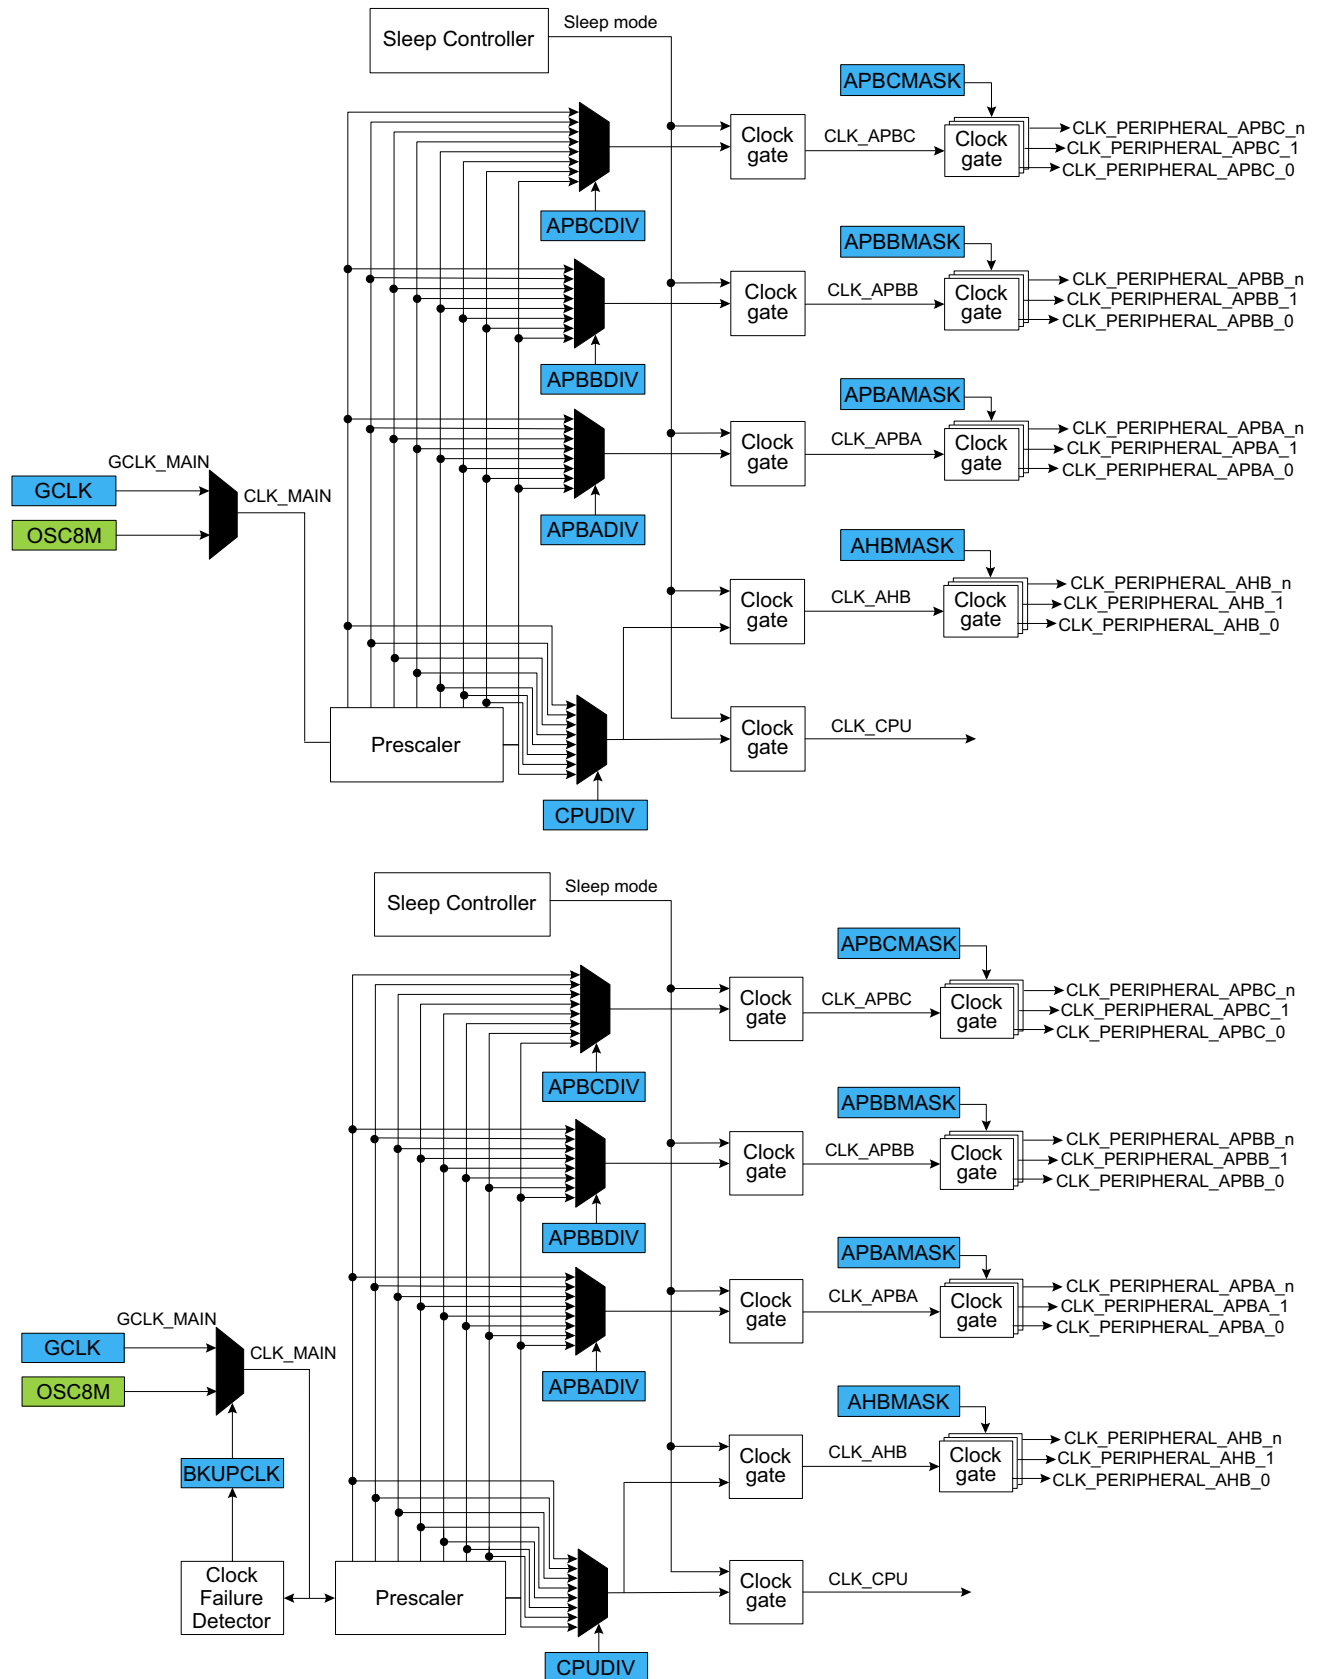 Sleep mode
Sleep Controller
APBCMASK
Clock
gate
CLK_APBC
Clock
gate
CLK_PERIPHERAL_APBC_n
CLK_PERIPHERAL_APBC_1
CLK_PERIPHERAL_APBC_0
APBCDIV
APBBMASK
Clock
gate
CLK_APBB
Clock
gate
CLK_PERIPHERAL_APBB_n
CLK_PERIPHERAL_APBB_1
CLK_PERIPHERAL_APBB_0
APBBDIV
APBAMASK
Clock
gate
CLK_APBA
Clock
gate
CLK_PERIPHERAL_APBA_n
CLK_PERIPHERAL_APBA_1
CLK_PERIPHERAL_APBA_0
GCLK_MAIN
GCLK
CLK_MAIN
OSC8M
APBADIV
AHBMASK
Clock
gate
CLK_AHB
Clock
gate
CLK_PERIPHERAL_AHB_n
CLK_PERIPHERAL_AHB_1
CLK_PERIPHERAL_AHB_0
Prescaler
Clock
gate
CLK_CPU
CPUDIV
Sleep mode
Sleep Controller
APBCMASK
Clock
gate
CLK_APBC
Clock
gate
CLK_PERIPHERAL_APBC_n
CLK_PERIPHERAL_APBC_1
CLK_PERIPHERAL_APBC_0
APBCDIV
APBBMASK
Clock
gate
CLK_APBB
Clock
gate
CLK_PERIPHERAL_APBB_n
CLK_PERIPHERAL_APBB_1
CLK_PERIPHERAL_APBB_0
APBBDIV
APBAMASK
Clock
gate
CLK_APBA
Clock
gate
CLK_PERIPHERAL_APBA_n
CLK_PERIPHERAL_APBA_1
CLK_PERIPHERAL_APBA_0
GCLK_MAIN
GCLK
CLK_MAIN
OSC8M
APBADIV
AHBMASK
BKUPCLK
Clock
gate
CLK_AHB
Clock
gate
CLK_PERIPHERAL_AHB_n
CLK_PERIPHERAL_AHB_1
CLK_PERIPHERAL_AHB_0
Clock
Failure
Detector
Prescaler
Clock
gate
CLK_CPU
CPUDIV